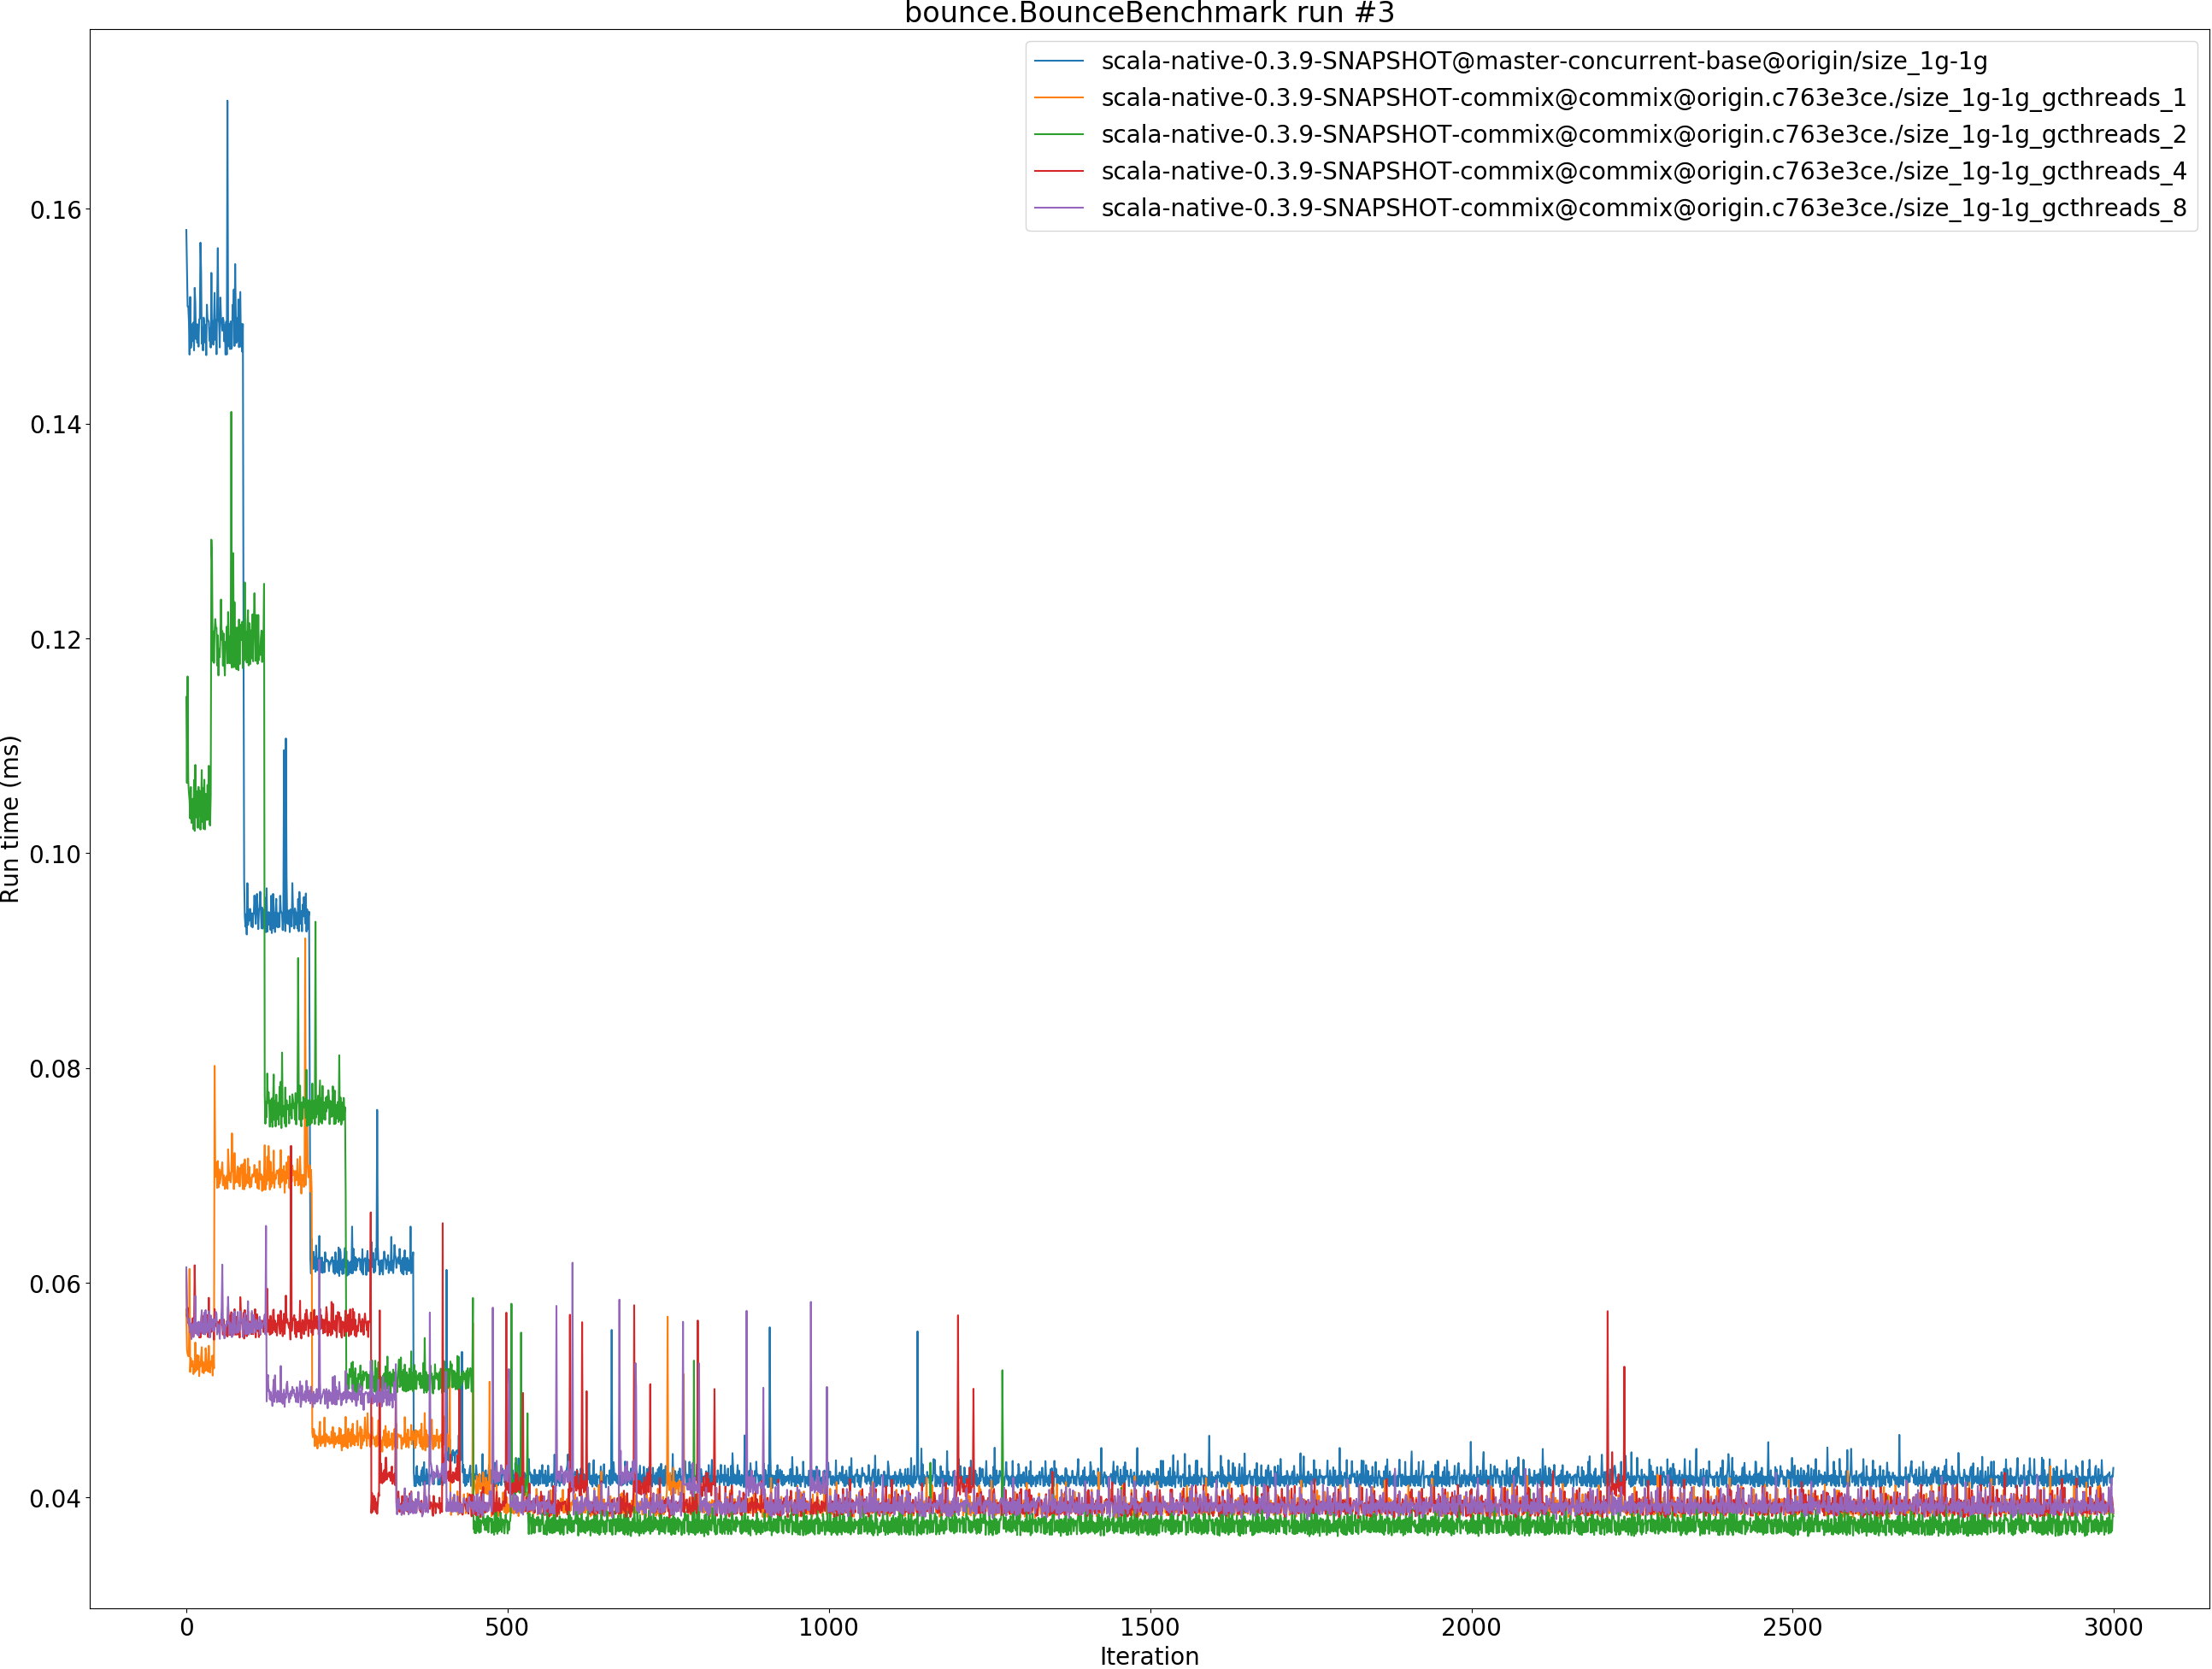 bounce.BounceBenchmark run #3
scala-native-0.3.9-SNAPSHOT@master-concurrent-base@origin/size_1g-1g
scala-native-0.3.9-SNAPSHOT-commix@commix@origin.c763e3ce./size_1g-1g_gcthreads_1
scala-native-0.3.9-SNAPSHOT-commix@commix@origin.c763e3ce./size_1g-1g_gcthreads_2
scala-native-0.3.9-SNAPSHOT-commix@commix@origin.c763e3ce./size_1g-1g_gcthreads_4
scala-native-0.3.9-SNAPSHOT-commix@commix@origin.c763e3ce./size_1g-1g_gcthreads_8
Run time (ms)
0.16
0.14
0.12
0.10
0.08
0.06
0.04
0 500 1000 1500 2000 2500 3000
Iteration